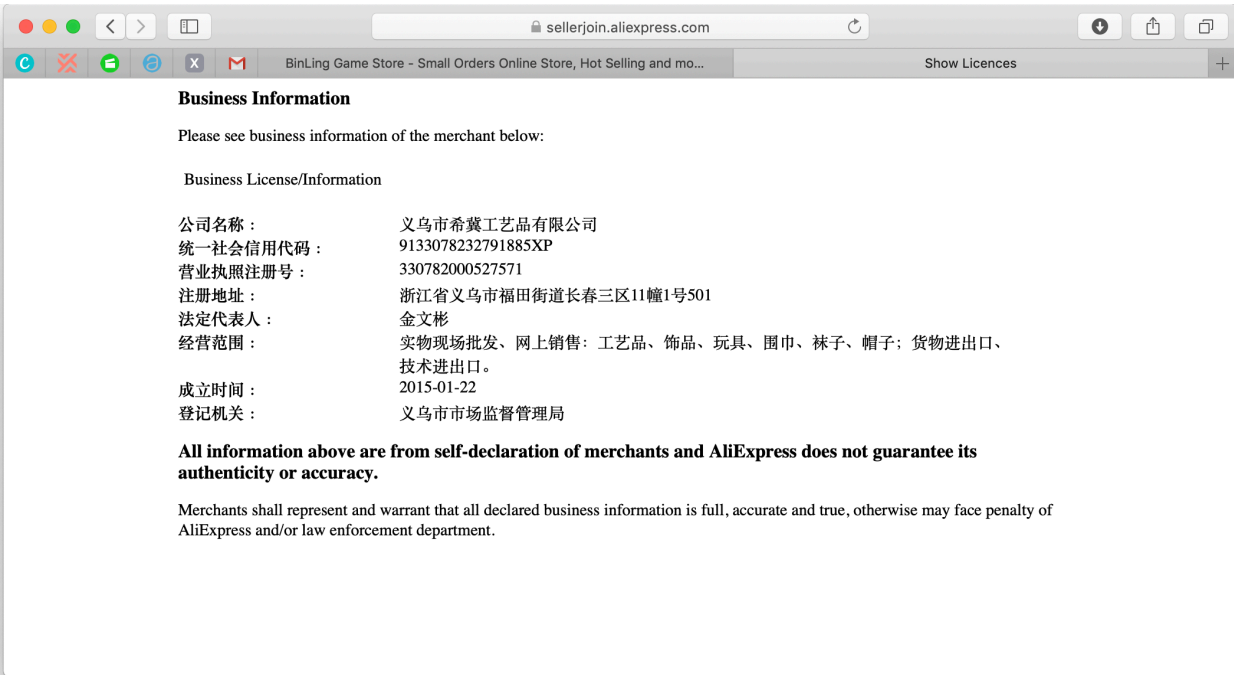 sellerjoin.aliexpress.com
BinLing Game Store - Small Orders Online Store, Hot Selling and mo...
Show Licences
Business Information
Please see business information of the merchant below:
Business License/Information
公司名称： 义乌市希冀工艺品有限公司
统一社会信用代码： 9133078232791885XP
营业执照注册号： 330782000527571
注册地址： 浙江省义乌市福田街道长春三区11幢1号501
法定代表人： 金文彬
经营范围： 实物现场批发、网上销售：工艺品、饰品、玩具、围巾、袜子、帽子；货物进出口、
技术进出口。
成立时间： 2015-01-22
登记机关： 义乌市市场监督管理局
All information above are from self-declaration of merchants and AliExpress does not guarantee its
authenticity or accuracy.
Merchants shall represent and warrant that all declared business information is full, accurate and true, otherwise may face penalty of
AliExpress and/or law enforcement department.